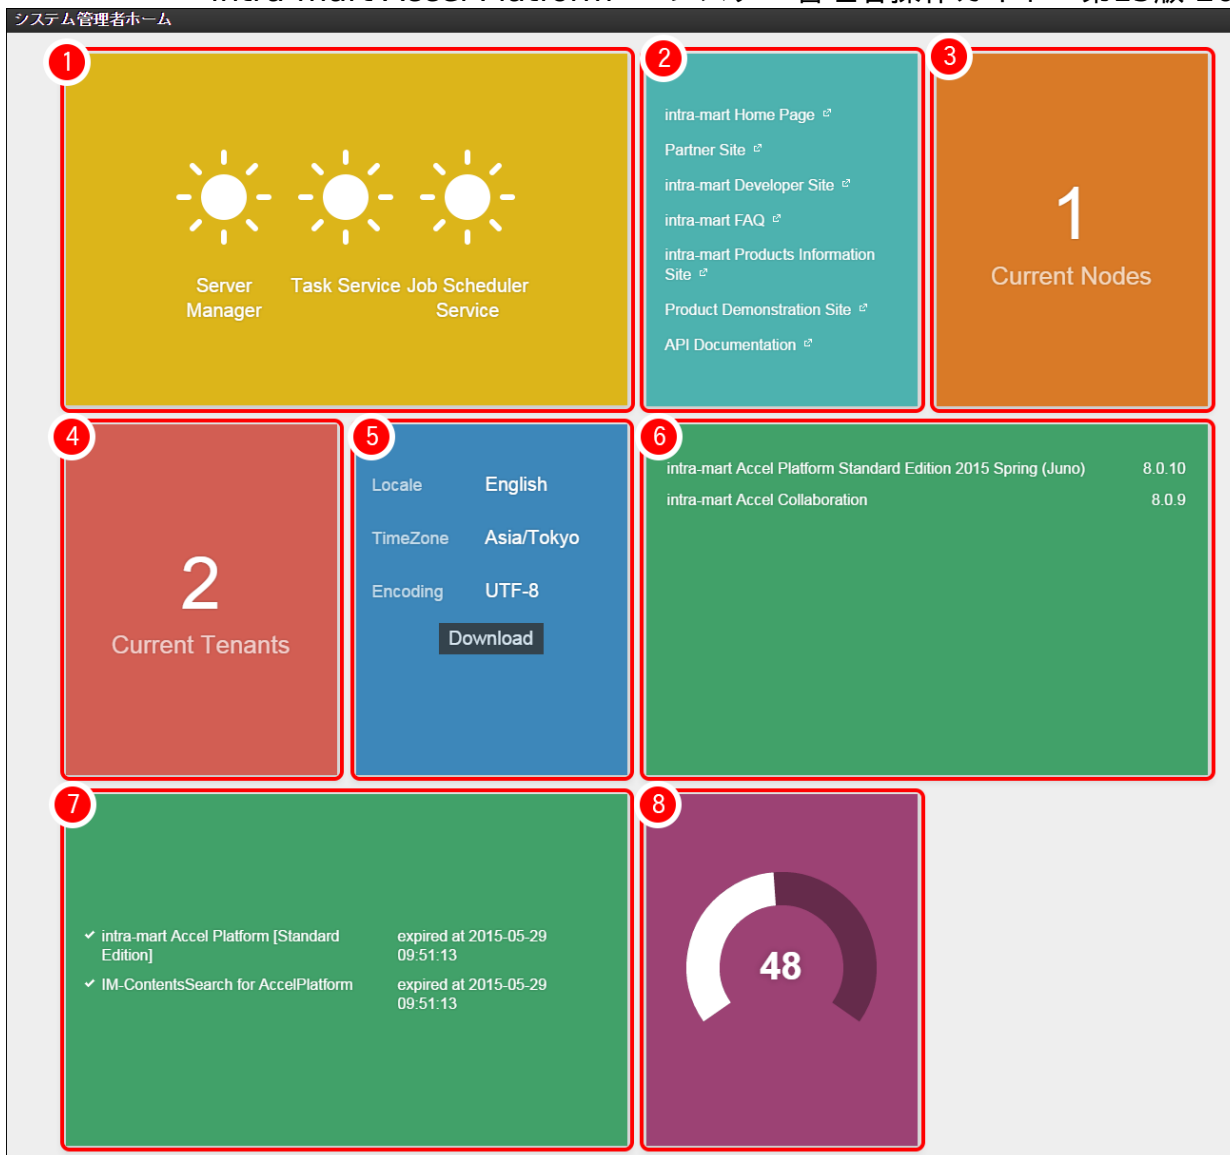 intra-mart Accel Platform
システム管理者ホーム
1
Server
Manager
Task Service
Job Scheduler
Service
2
intra-mart Home Page
Partner Site
intra-mart Developer Site
intra-mart FAQ
intra-mart Products Information
Site
Product Demonstration Site
API Documentation
3
1
Current Nodes
4
2
Current Tenants
5
Locale English
TimeZone Asia/Tokyo
Encoding UTF-8
Download
6
intra-mart Accel Platform Standard Edition 2015 Spring (Juno) 8.0.10
intra-mart Accel Collaboration 8.0.9
7
intra-mart Accel Platform [Standard
Edition]
expired at 2015-05-29
09:51:13
IM-ContentsSearch for AccelPlatform
expired at 2015-05-29
09:51:13
8
48